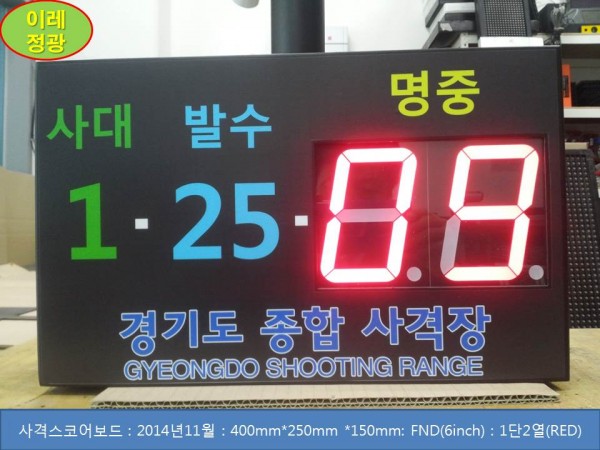 이레
정광
사대 발수 명중
1 · 25 · 09
경기도 종합 사격장
GYEONGDO SHOOTING RANGE
사격스코어보드 : 2014년11월 : 400mm*250mm *150mm: FND(6inch) : 1단2열(RED)